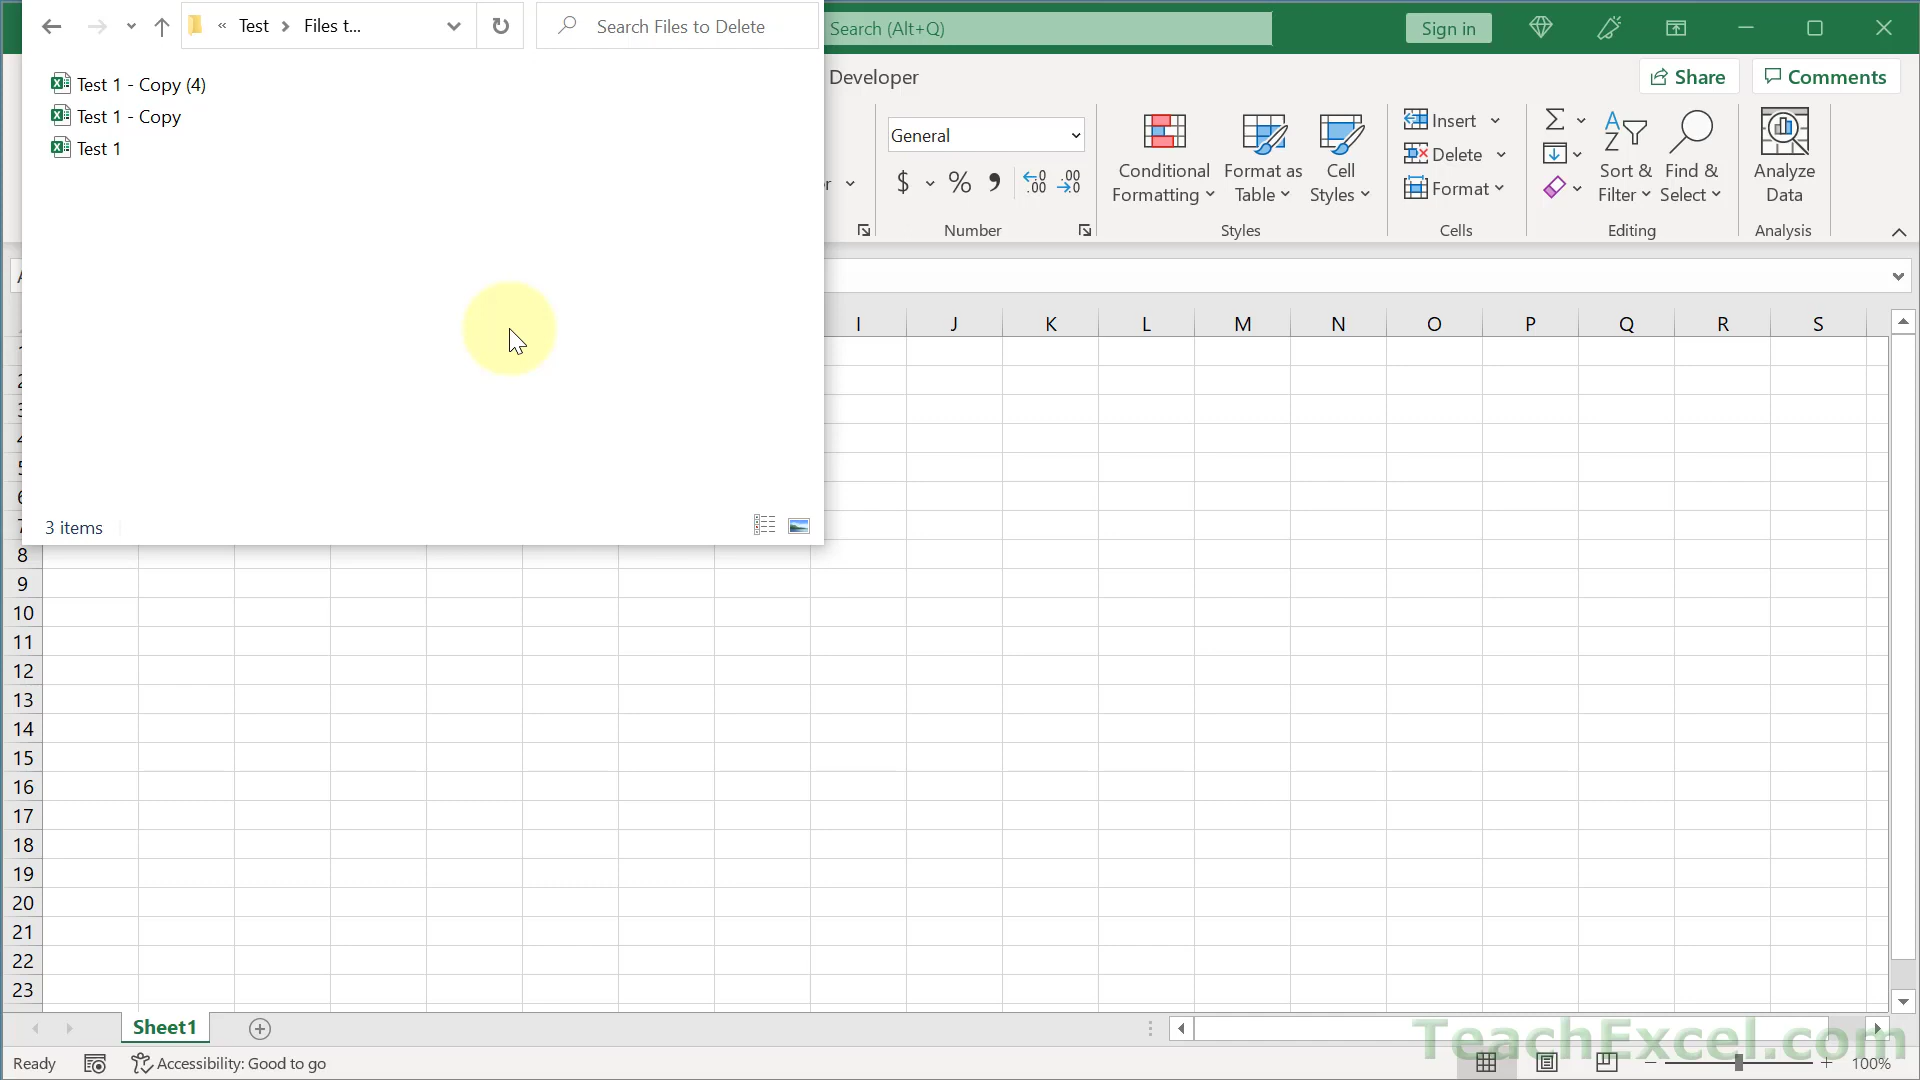 Test
Files t...
Search Files to Delete
Search (Alt+Q)
Sign in
Test 1 - Copy (4)
Test 1 - Copy
Test 1
3 items
Developer
Share
Comments
General
$
%
Conditional
Formatting
Format as
Table
Cell
Styles
Insert
Delete
Format
Sort &
Filter
Find &
Select
Analyze
Data
Number
Styles
Cells
Editing
Analysis
I J K L M N O P Q R S
8
9
10
11
12
13
14
15
16
17
18
19
20
21
22
23
Sheet1
TeachExcel.com
Ready
Accessibility: Good to go
100%